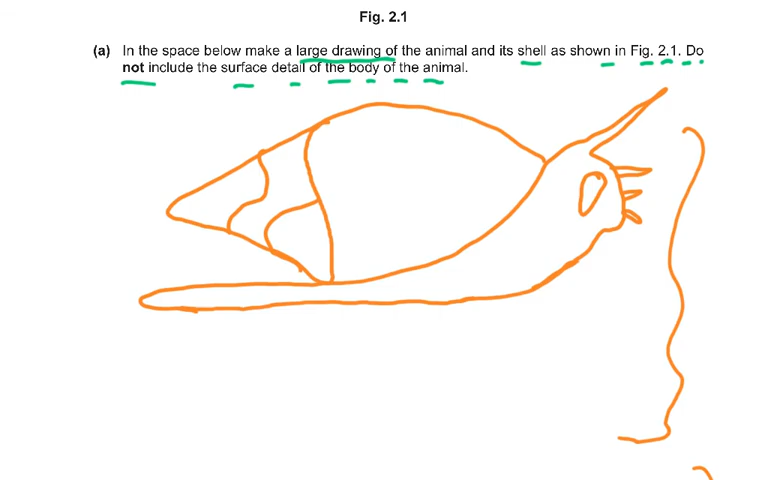 Fig. 2.1
(a) In the space below make a large drawing of the animal and its shell as shown in Fig. 2.1. Do
not include the surface detail of the body of the animal.